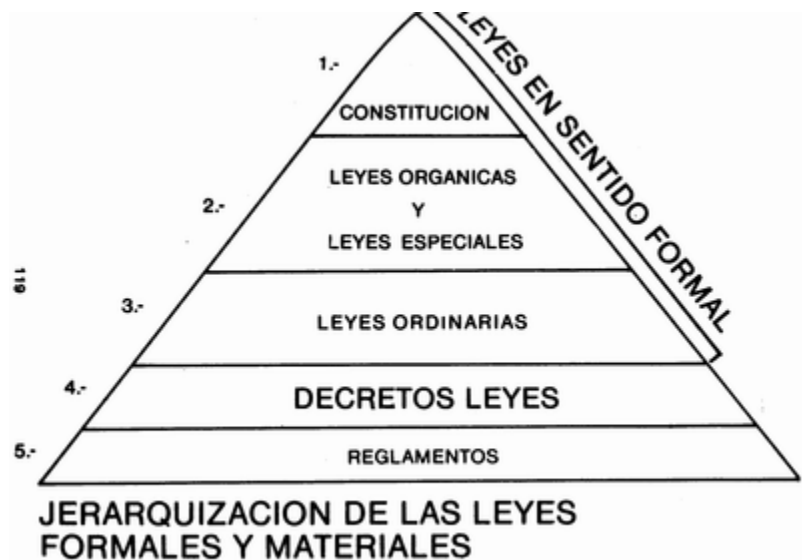 LEYES EN SENTIDO FORMAL
1.-
CONSTITUCION
2.-
LEYES ORGANICAS
Y
LEYES ESPECIALES
119
3.-
LEYES ORDINARIAS
4.-
DECRETOS LEYES
5.-
REGLAMENTOS
JERARQUIZACION DE LAS LEYES
FORMALES Y MATERIALES